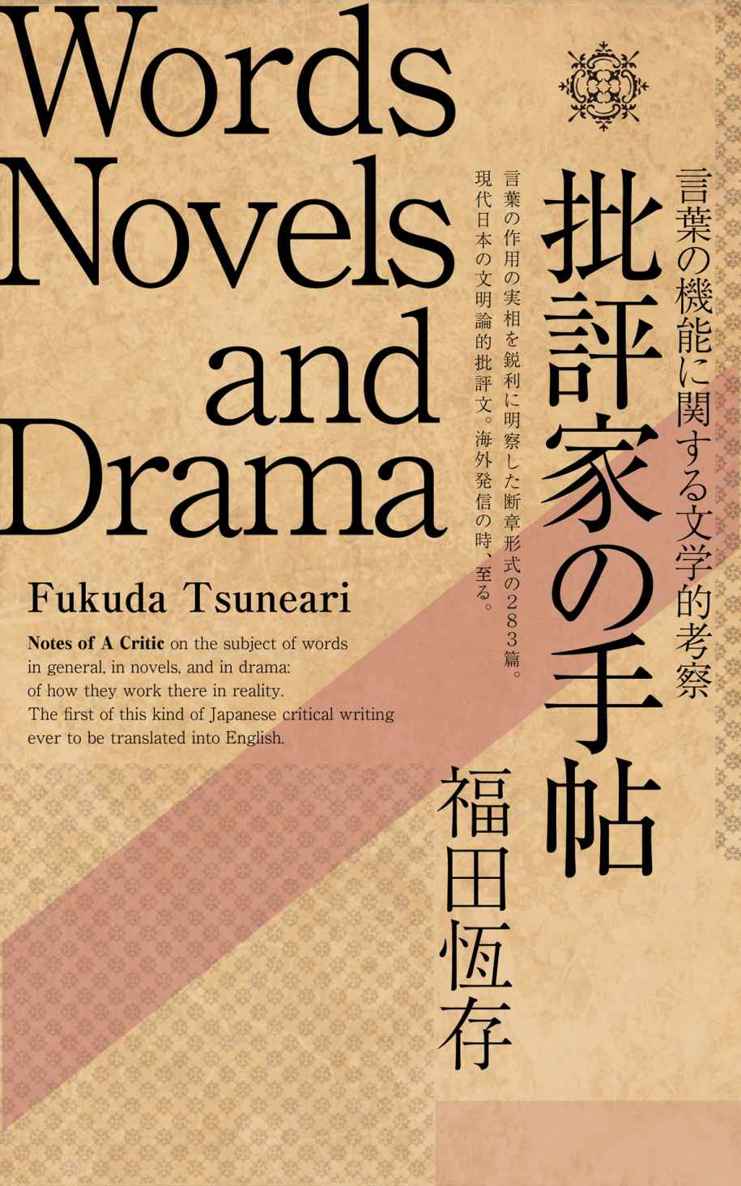 Words
Novels
and
Drama
Fukuda Tsuneari
Notes of A Critic on the subject of words
in general, in novels, and in drama:
of how they work there in reality.
The first of this kind of Japanese critical writing
ever to be translated into English.
言葉の機能に関する文学的考察
批評家の手帖
言葉の作用の実相を鋭利に明察した断章形式の283篇。
現代日本の文明論的批評文。海外発信の時、至る。
福田恆存